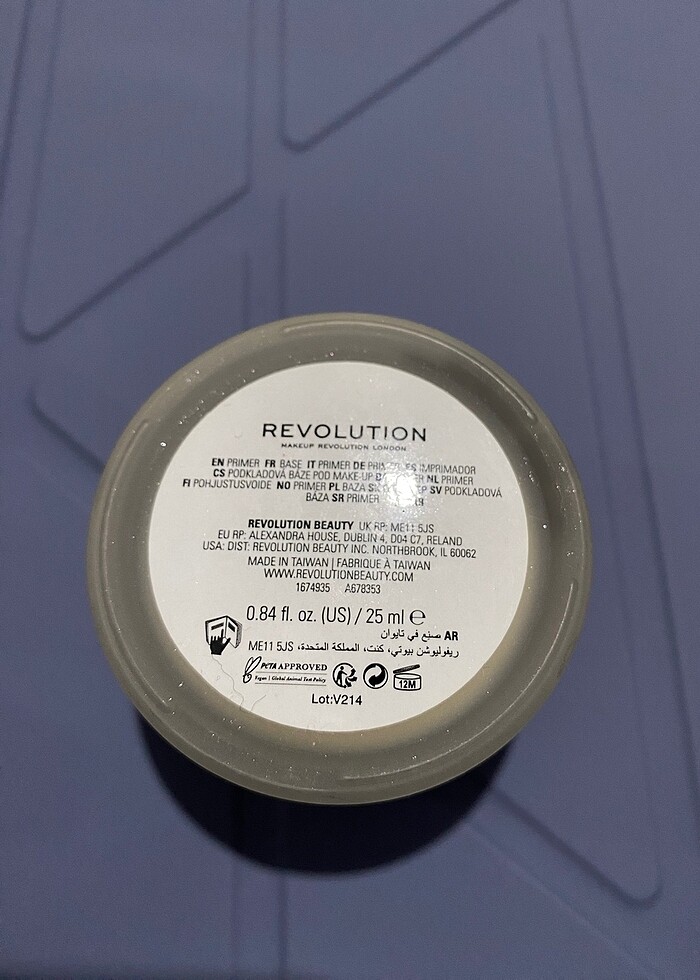 REVOLUTION
MAKEUP REVOLUTION LONDON
EN PRIMER FR BASE IT PRIMER DE ES IMPRIMADOR
CS PODKLADOVÁ BÁZE POD MAKE-UP NL PRIMER
FI POHJUSTUSVOIDE NO PRIMER PL BAZA SV PODKLADOVÁ
BÁZA SR PRIMER
REVOLUTION BEAUTY UK RP: ME11 5JS
EU RP: ALEXANDRA HOUSE, DUBLIN 4, D04 C7, RELAND
USA: DIST: REVOLUTION BEAUTY INC. NORTHBROOK, IL 60062
MADE IN TAIWAN | FABRIQUÉ À TAIWAN
WWW.REVOLUTIONBEAUTY.COM
1674935 A678353
0.84 fl. oz. (US) / 25 ml ℮
AR صنع في تايوان
ريفوليوشن بيوتي، كنت، المملكة المتحدة، ME11 5JS
PETA APPROVED
Vegan | Global Animal Test Policy
12M
Lot:V214